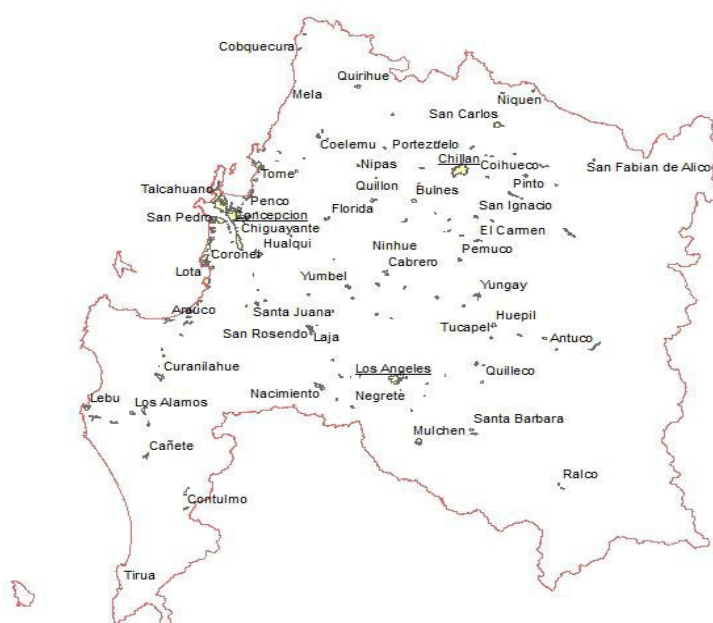 Cobquecura
Quirihue
Mela
Ñiquen
San Carlos
Coelemu
Portezuelo
Chillan
Coihueco
San Fabian de Alico
Tome
Nipas
Talcahuano
Quillon
Bulnes
Pinto
Penco
San Ignacio
San Pedro
Concepcion
Florida
Chiguayante
El Carmen
Hualqui
Ninhue
Pemuco
Coronel
Cabrero
Lota
Yumbel
Yungay
Arauco
Santa Juana
Huepil
San Rosendo
Laja
Tucapel
Antuco
Curanilahue
Los Angeles
Quilleco
Lebu
Los Alamos
Nacimiento
Negrete
Santa Barbara
Mulchen
Cañete
Ralco
Contulmo
Tirua